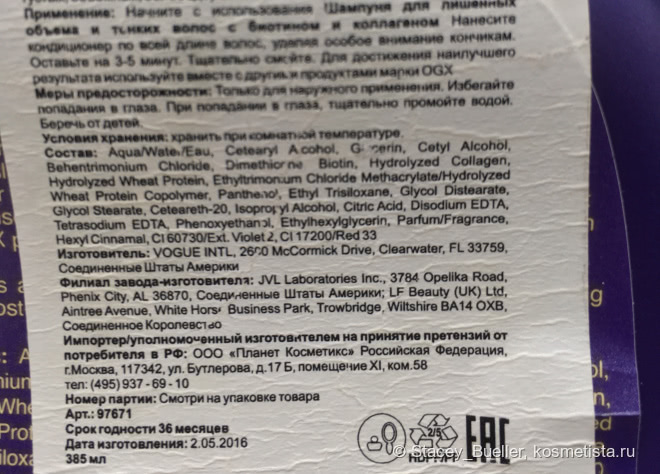 Применение: Начните с использования Шампуня для лишенных
объема и тонких волос с биотином и коллагеном Нанесите
кондиционер по всей длине волос, уделяя особое внимание кончикам.
Оставьте на 3-5 минут. Тщательно смойте. Для достижения наилучшего
результата используйте вместе с другими продуктами марки OGX
Меры предосторожности: Только для наружного применения. Избегайте
попадания в глаза. При попадании в глаза, тщательно промойте водой.
Беречь от детей.
Условия хранения: хранить при комнатной температуре.
Состав: Aqua/Water/Eau, Cetearyl Alcohol, Glycerin, Cetyl Alcohol,
Behentrimonium Chloride, Dimethicone Biotin, Hydrolyzed Collagen,
Hydrolyzed Wheat Protein, Ethyltrimonium Chloride Methacrylate/Hydrolyzed
Wheat Protein Copolymer, Panthenol, Ethyl Trisiloxane, Glycol Distearate,
Glycol Stearate, Ceteareth-20, Isopropyl Alcohol, Citric Acid, Disodium EDTA,
Tetrasodium EDTA, Phenoxyethanol, Ethylhexylglycerin, Parfum/Fragrance,
Hexyl Cinnamal, CI 60730/Ext. Violet 2, CI 17200/Red 33
Изготовитель: VOGUE INTL, 2600 McCormick Drive, Clearwater, FL 33759,
Соединенные Штаты Америки
Филиал завода-изготовителя: JVL Laboratories Inc., 3784 Opelika Road,
Phenix City, AL 36870, Соединенные Штаты Америки; LF Beauty (UK) Ltd,
Aintree Avenue, White Horse Business Park, Trowbridge, Wiltshire BA14 OXB,
Соединенное Королевство
Импортер/уполномоченный изготовителем на принятие претензий от
потребителя в РФ: ООО «Планет Косметикс» Российская Федерация,
г.Москва, 117342, ул. Бутлерова, д.17 Б, помещение XI, ком.58
тел: (495) 937 - 69 - 10
Номер партии: Смотри на упаковке товара
Арт.: 97671
Срок годности 36 месяцев
Дата изготовления: 2.05.2016
385 мл
2/5
HDPE/PP
EAC
© Stacey_Bueller, kosmetista.ru